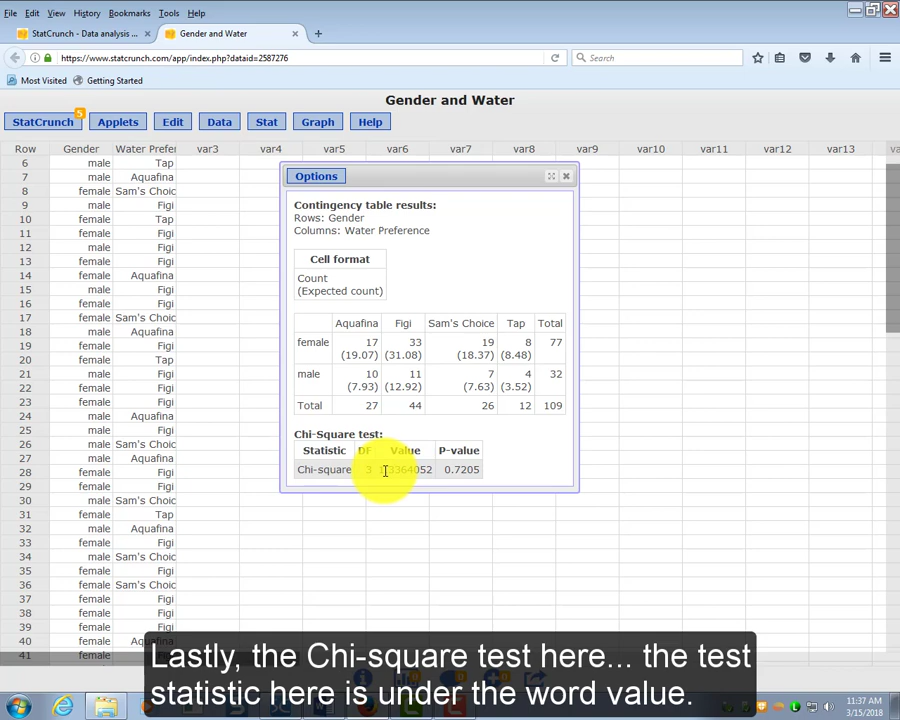 File Edit View History Bookmarks Tools Help
StatCrunch - Data analysis ... × Gender and Water × +
https://www.statcrunch.com/app/index.php?dataid=2587276 Search
Most Visited Getting Started
Gender and Water
StatCrunch 5 Applets Edit Data Stat Graph Help
Row Gender Water Prefer var3 var4 var5 var6 var7 var8 var9 var10 var11 var12 var13 va
6 male Tap
7 male Aquafina
8 female Sam's Choic
9 male Figi
10 female Tap
11 female Figi
12 male Figi
13 female Figi
14 male Aquafina
15 male Figi
16 female Figi
17 female Sam's Choic
18 male Aquafina
19 female Figi
20 female Tap
21 male Figi
22 female Figi
23 female Figi
24 male Aquafina
25 male Figi
26 female Sam's Choic
27 male Aquafina
28 female Figi
29 female Figi
30 male Sam's Choic
31 female Tap
32 male Aquafina
33 female Figi
34 male Sam's Choic
35 female Figi
36 female Sam's Choic
37 female Figi
38 female Figi
39 female Figi
40 male
41 female Figi
Options
Contingency table results:
Rows: Gender
Columns: Water Preference
Cell format
Count
(Expected count)
Aquafina Figi Sam's Choice Tap Total
female 17 33 19 8 77
(19.07) (31.08) (18.37) (8.48)
male 10 11 7 4 32
(7.93) (12.92) (7.63) (3.52)
Total 27 44 26 12 109
Chi-Square test:
Statistic DF Value P-value
Chi-square 3 1.3364052 0.7205
Lastly, the Chi-square test here... the test
statistic here is under the word value.
11:37 AM
3/15/2018